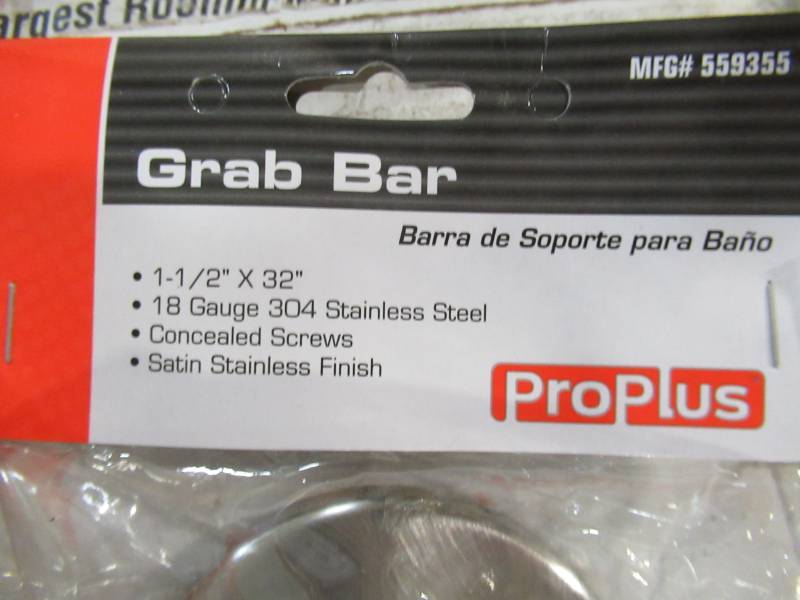 argest
MFG# 559355
Grab Bar
Barra de Soporte para Baño
• 1-1/2" X 32"
• 18 Gauge 304 Stainless Steel
• Concealed Screws
• Satin Stainless Finish
ProPlus